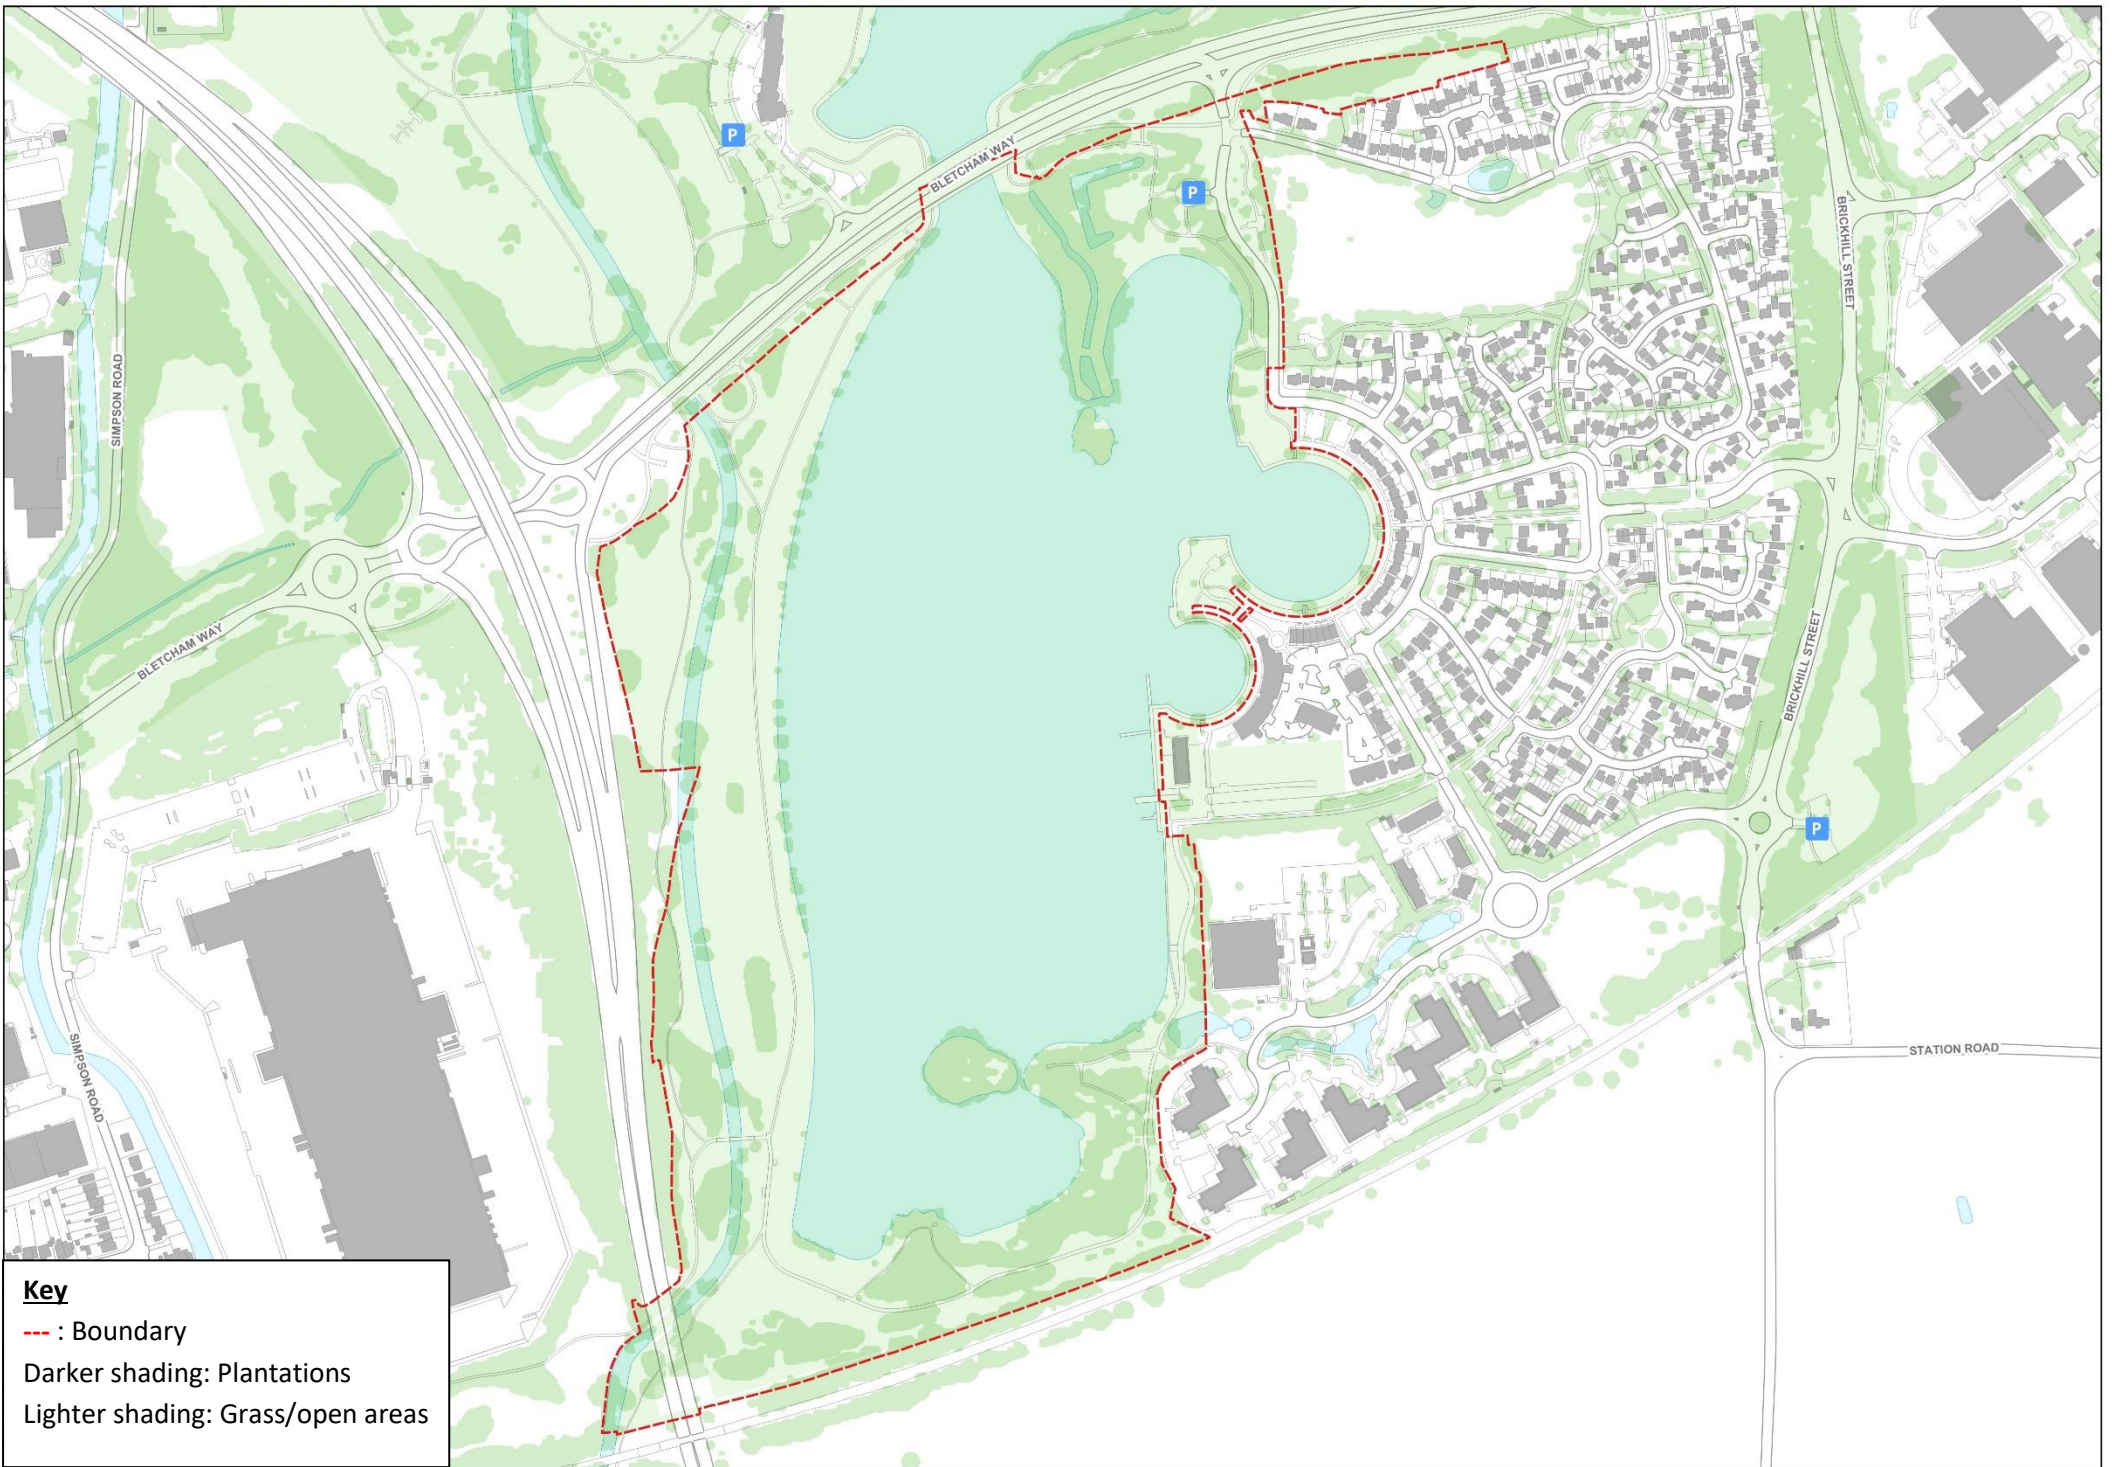 P
BLETCHAM WAY
P
BRICKHILL STREET
SIMPSON ROAD
BLETCHAM WAY
BRICKHILL STREET
P
SIMPSON ROAD
STATION ROAD
Key
--- : Boundary
Darker shading: Plantations
Lighter shading: Grass/open areas